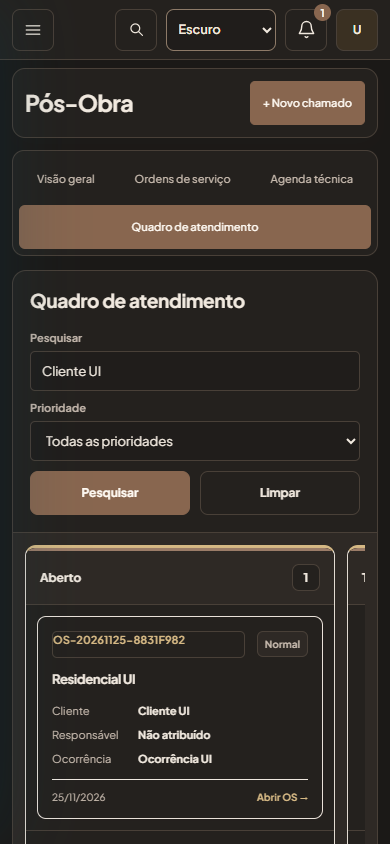 Escuro
1
U
Pós-Obra
+ Novo chamado
Visão geral
Ordens de serviço
Agenda técnica
Quadro de atendimento
Quadro de atendimento
Pesquisar
Cliente UI
Prioridade
Todas as prioridades
Pesquisar
Limpar
Aberto
1
OS-20261125-8831F982
Normal
Residencial UI
Cliente
Cliente UI
Responsável
Não atribuído
Ocorrência
Ocorrência UI
25/11/2026
Abrir OS →